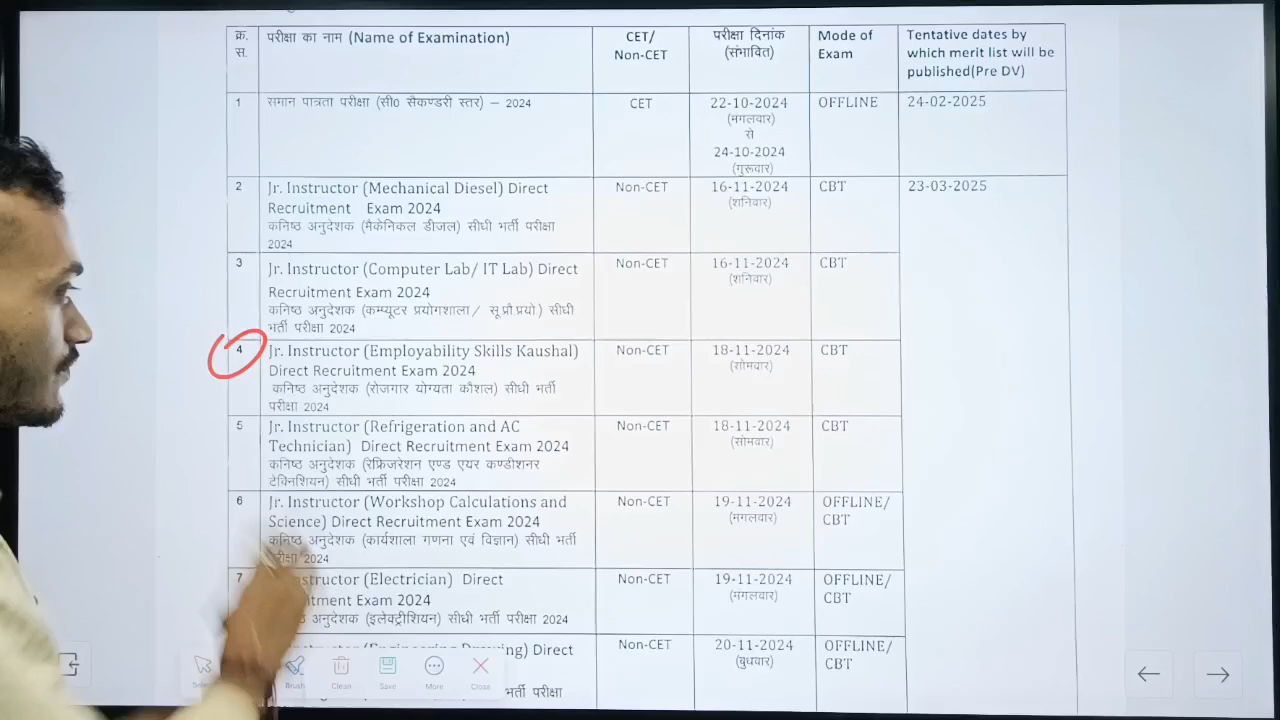 क्र. स.
परीक्षा का नाम (Name of Examination)
CET/
Non-CET
परीक्षा दिनांक
(संभावित)
Mode of
Exam
Tentative dates by
which merit list will be
published(Pre DV)
1
समान पात्रता परीक्षा (सी0 सैकण्डरी स्तर) – 2024
CET
22-10-2024
(मंगलवार)
से
24-10-2024
(गुरूवार)
OFFLINE
24-02-2025
2
Jr. Instructor (Mechanical Diesel) Direct
Recruitment Exam 2024
कनिष्ठ अनुदेशक (मैकेनिकल डीजल) सीधी भर्ती परीक्षा
2024
Non-CET
16-11-2024
(शनिवार)
CBT
23-03-2025
3
Jr. Instructor (Computer Lab/ IT Lab) Direct
Recruitment Exam 2024
कनिष्ठ अनुदेशक (कम्प्यूटर प्रयोगशाला/ सू.प्रौ.प्रयो.) सीधी
भर्ती परीक्षा 2024
Non-CET
16-11-2024
(शनिवार)
CBT
4
Jr. Instructor (Employability Skills Kaushal)
Direct Recruitment Exam 2024
कनिष्ठ अनुदेशक (रोजगार योग्यता कौशल) सीधी भर्ती
परीक्षा 2024
Non-CET
18-11-2024
(सोमवार)
CBT
5
Jr. Instructor (Refrigeration and AC
Technician) Direct Recruitment Exam 2024
कनिष्ठ अनुदेशक (रेफ्रिजरेशन एण्ड एयर कण्डीशनर
टेक्निशियन) सीधी भर्ती परीक्षा 2024
Non-CET
18-11-2024
(सोमवार)
CBT
6
Jr. Instructor (Workshop Calculations and
Science) Direct Recruitment Exam 2024
कनिष्ठ अनुदेशक (कार्यशाला गणना एवं विज्ञान) सीधी भर्ती
परीक्षा 2024
Non-CET
19-11-2024
(मंगलवार)
OFFLINE/
CBT
7
(Electrician) Direct
Exam 2024
अनुदेशक (इलेक्ट्रीशियन) सीधी भर्ती परीक्षा 2024
Non-CET
19-11-2024
(मंगलवार)
OFFLINE/
CBT
Direct
भर्ती परीक्षा
Non-CET
20-11-2024
(बुधवार)
OFFLINE/
CBT
Brush
Clean
Save
More
Close